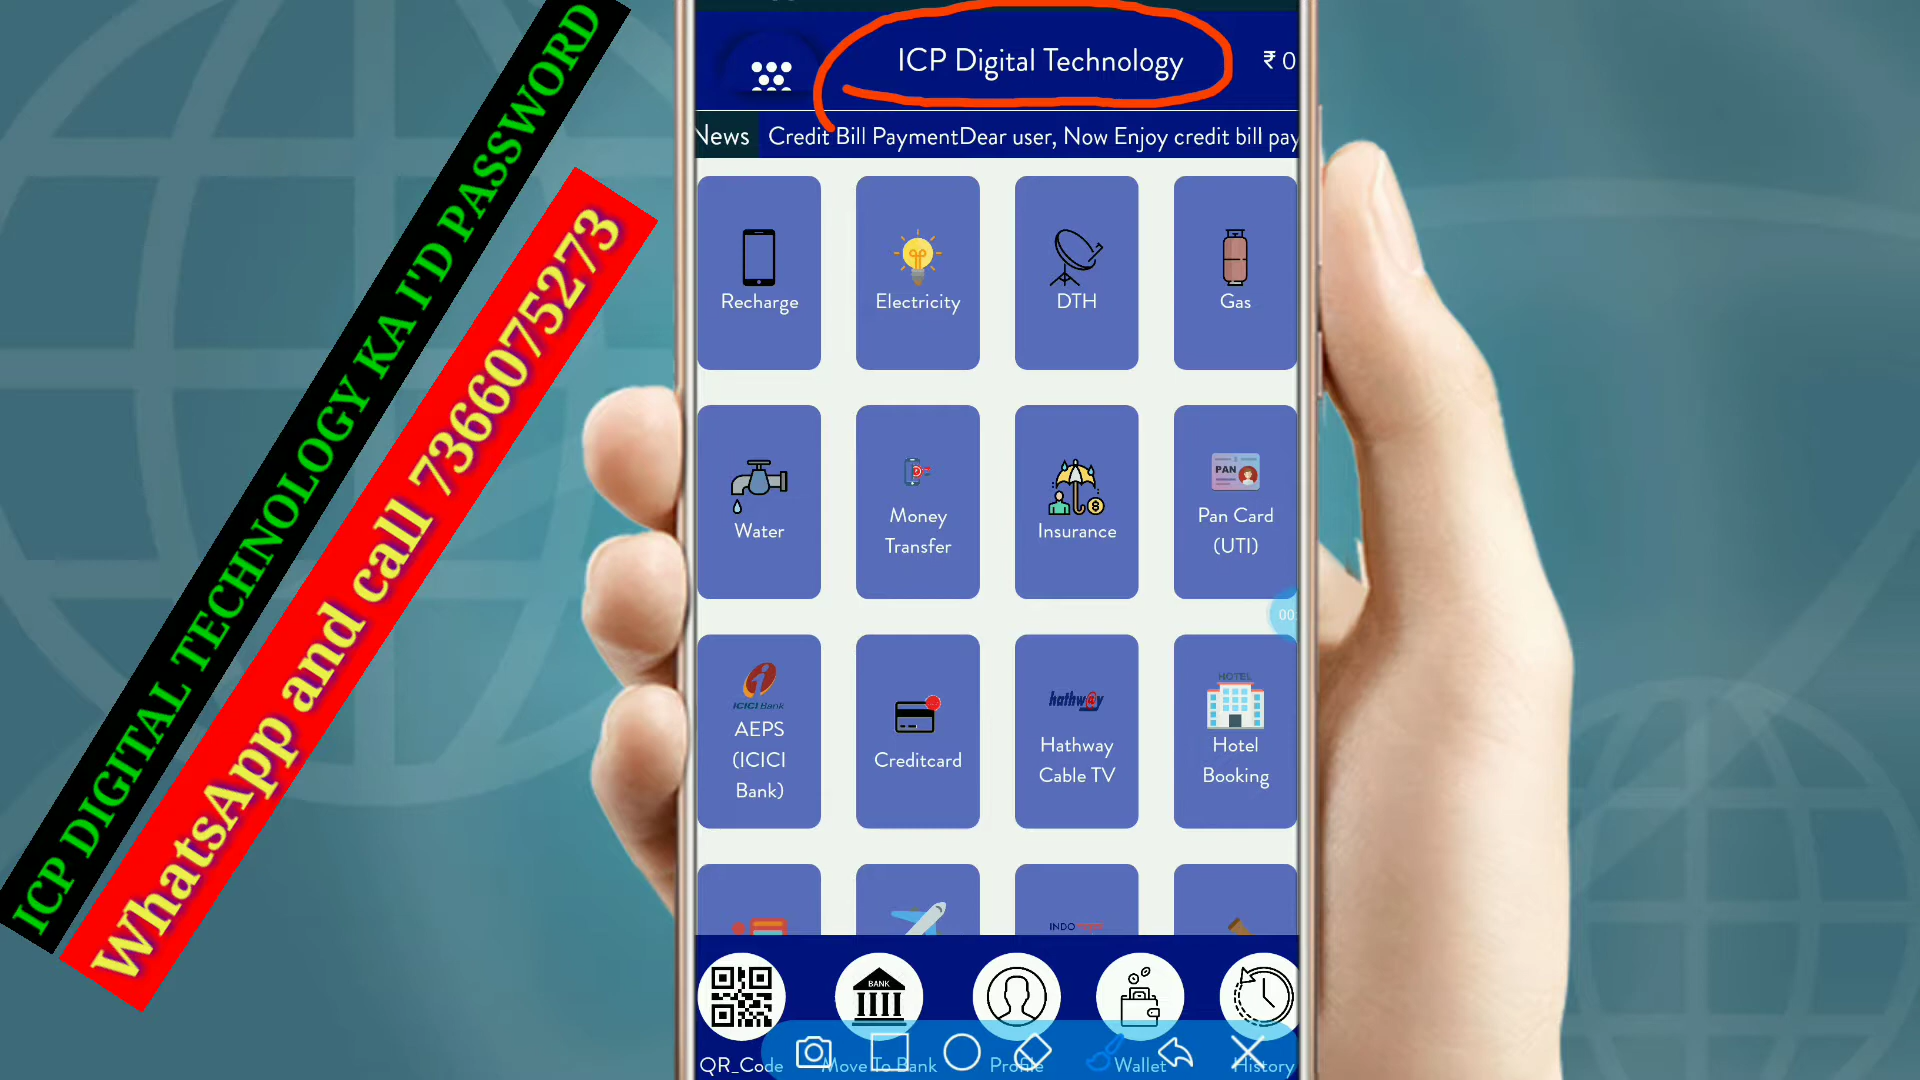 ICP DIGITAL TECHNOLOGY KA I'D PASSWORD
WhatsApp and call 7366075273
ICP Digital Technology
₹ 0
News
Credit Bill PaymentDear user, Now Enjoy credit bill pay
Recharge
Electricity
DTH
Gas
Water
Money
Transfer
Insurance
PAN
Pan Card
(UTI)
00
ICICI Bank
AEPS
(ICICI
Bank)
Creditcard
hathway
Hathway
Cable TV
HOTEL
Hotel
Booking
INDO
BANK
QR_Code
Move To Bank
Profile
Wallet
History